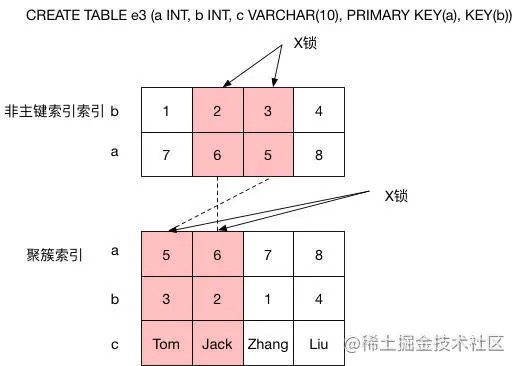 CREATE TABLE e3 (a INT, b INT, c VARCHAR(10), PRIMARY KEY(a), KEY(b))
X锁
非主键索引索引 b 1 2 3 4
a 7 6 5 8
X锁
聚簇索引 a 5 6 7 8
b 3 2 1 4
c Tom Jack Zhang Liu
@稀土掘金技术社区